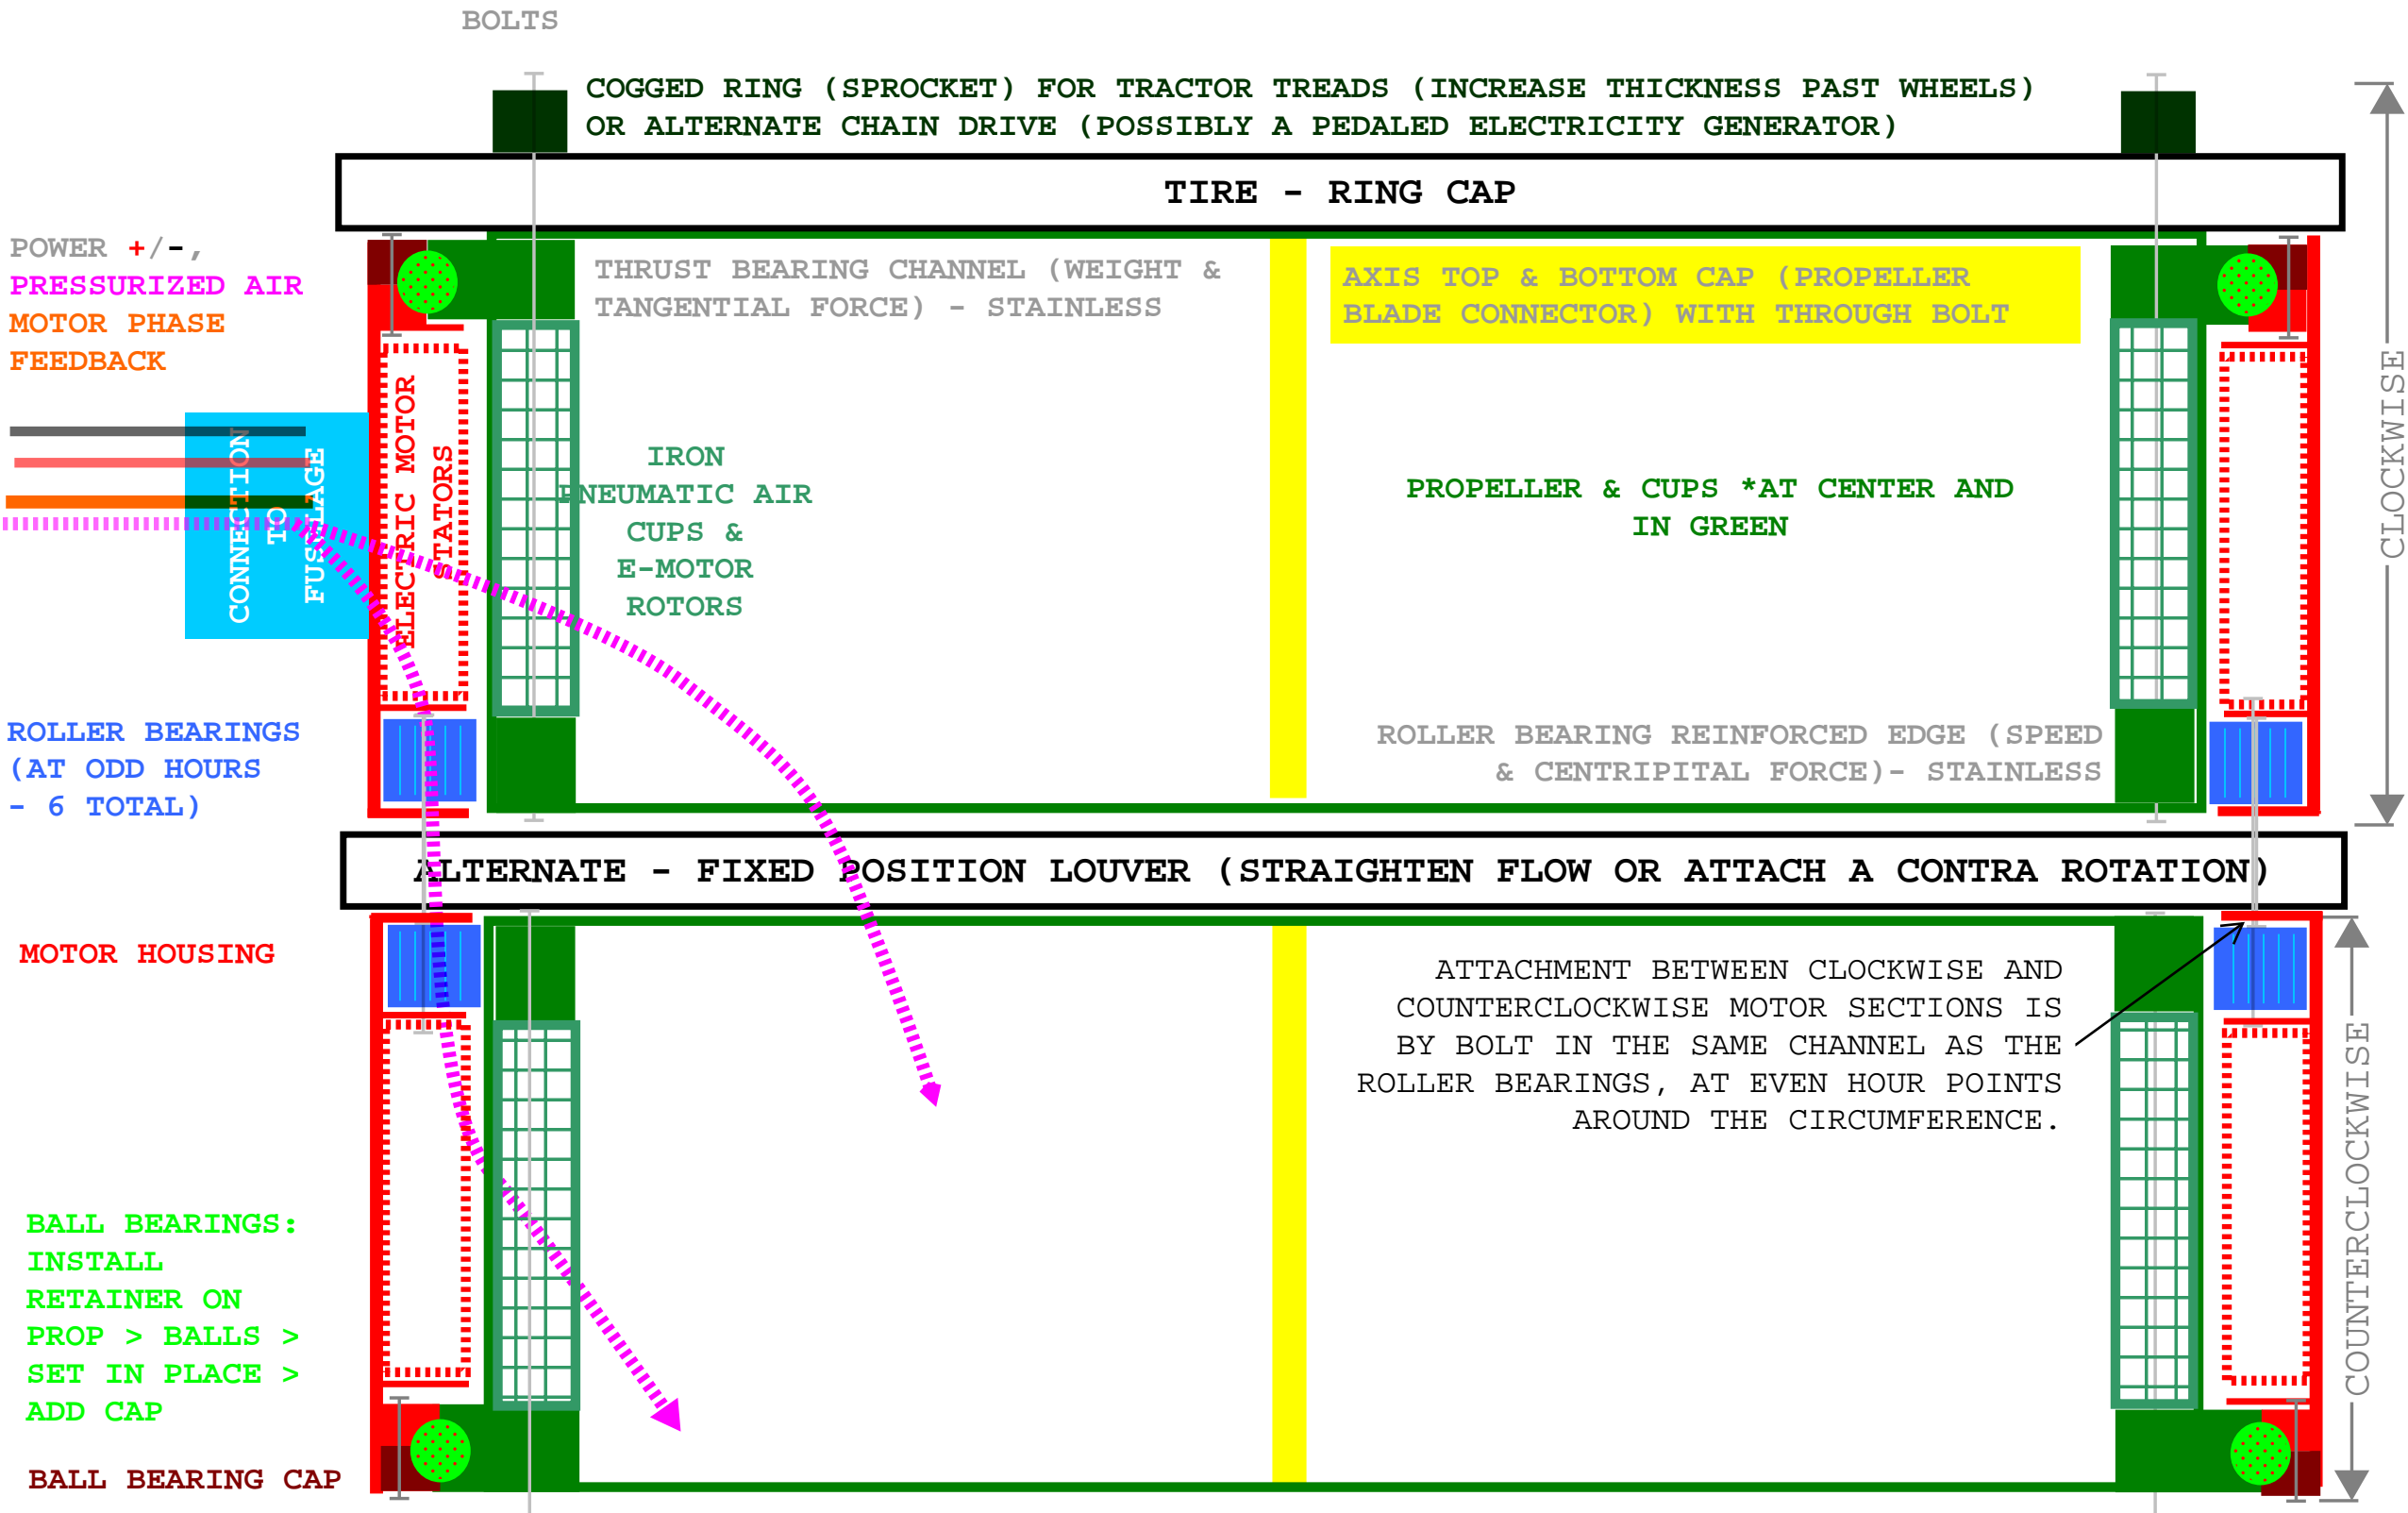 BOLTS
COGGED RING (SPROCKET) FOR TRACTOR TREADS (INCREASE THICKNESS PAST WHEELS)
OR ALTERNATE CHAIN DRIVE (POSSIBLY A PEDALED ELECTRICITY GENERATOR)
TIRE - RING CAP
POWER +/-,
PRESSURIZED AIR
MOTOR PHASE
FEEDBACK
THRUST BEARING CHANNEL (WEIGHT &
TANGENTIAL FORCE) - STAINLESS
AXIS TOP & BOTTOM CAP (PROPELLER
BLADE CONNECTOR) WITH THROUGH BOLT
CLOCKWISE
CONNECTION
TO
FUSELAGE
ELECTRIC MOTOR
STATORS
IRON
PNEUMATIC AIR
CUPS &
E-MOTOR
ROTORS
PROPELLER & CUPS *AT CENTER AND
IN GREEN
ROLLER BEARINGS
(AT ODD HOURS
- 6 TOTAL)
ROLLER BEARING REINFORCED EDGE (SPEED
& CENTRIPITAL FORCE)- STAINLESS
ALTERNATE - FIXED POSITION LOUVER (STRAIGHTEN FLOW OR ATTACH A CONTRA ROTATION)
MOTOR HOUSING
ATTACHMENT BETWEEN CLOCKWISE AND
COUNTERCLOCKWISE MOTOR SECTIONS IS
BY BOLT IN THE SAME CHANNEL AS THE
ROLLER BEARINGS, AT EVEN HOUR POINTS
AROUND THE CIRCUMFERENCE.
COUNTERCLOCKWISE
BALL BEARINGS:
INSTALL
RETAINER ON
PROP > BALLS >
SET IN PLACE >
ADD CAP
BALL BEARING CAP